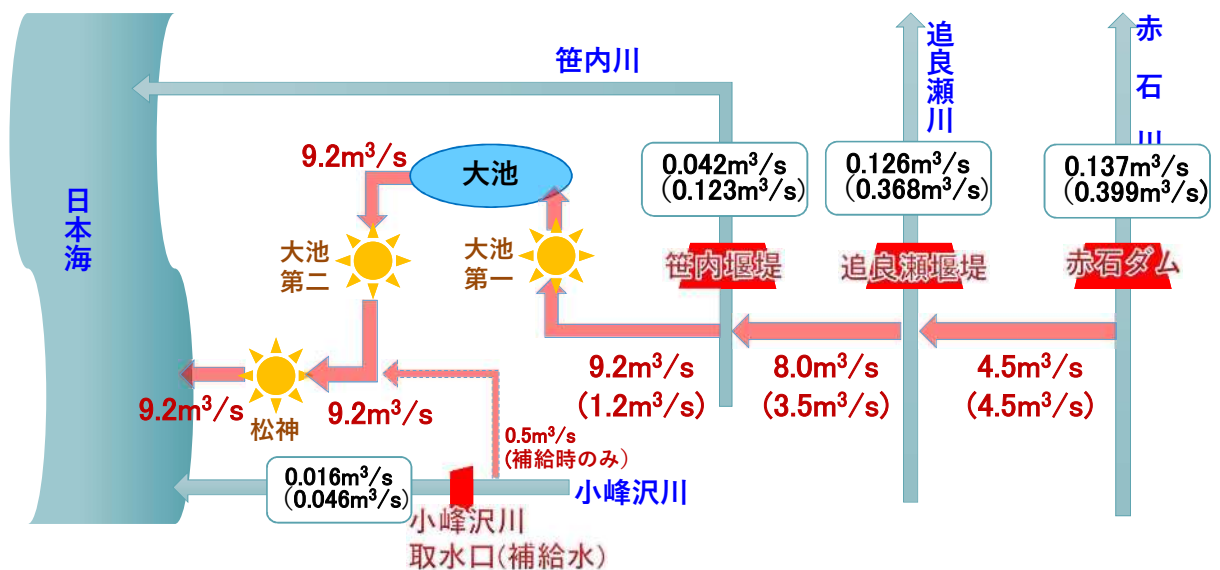 笹内川
追良瀬川
赤石川
日本海
9.2m³/s
大池
0.042m³/s
(0.123m³/s)
0.126m³/s
(0.368m³/s)
0.137m³/s
(0.399m³/s)
大池
第二
大池
第一
笹内堰堤
追良瀬堰堤
赤石ダム
9.2m³/s
(1.2m³/s)
8.0m³/s
(3.5m³/s)
4.5m³/s
(4.5m³/s)
9.2m³/s
松神
9.2m³/s
0.5m³/s
(補給時のみ)
0.016m³/s
(0.046m³/s)
小峰沢川
小峰沢川
取水口(補給水)